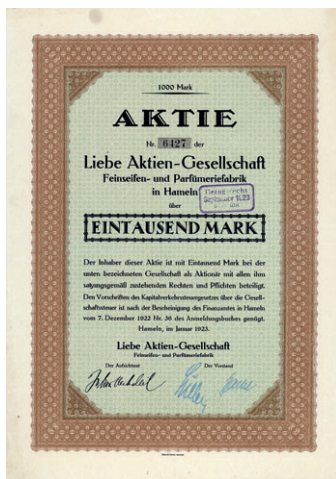 1000 Mark
AKTIE
Nr. 6427 der
Liebe Aktien-Gesellschaft
Feinseifen- und Parfümeriefabrik
in Hameln
über
EINTAUSEND MARK
Der Inhaber dieser Aktie ist mit Eintausend Mark bei der
unten bezeichneten Gesellschaft als Aktionär mit allen ihm
satzungsgemäß zustehenden Rechten und Pflichten beteiligt.
Den Vorschriften des Kapitalverkehrsteuergesetzes über die Gesell-
schaftsteuer ist nach der Bescheinigung des Finanzamtes in Hameln
vom 7. Dezember 1922 Nr. 36 des Anmeldungsbuches genügt.
Hameln, im Januar 1923.
Liebe Aktien-Gesellschaft
Feinseifen- und Parfümeriefabrik
Der Aufsichtsrat Der Vorstand